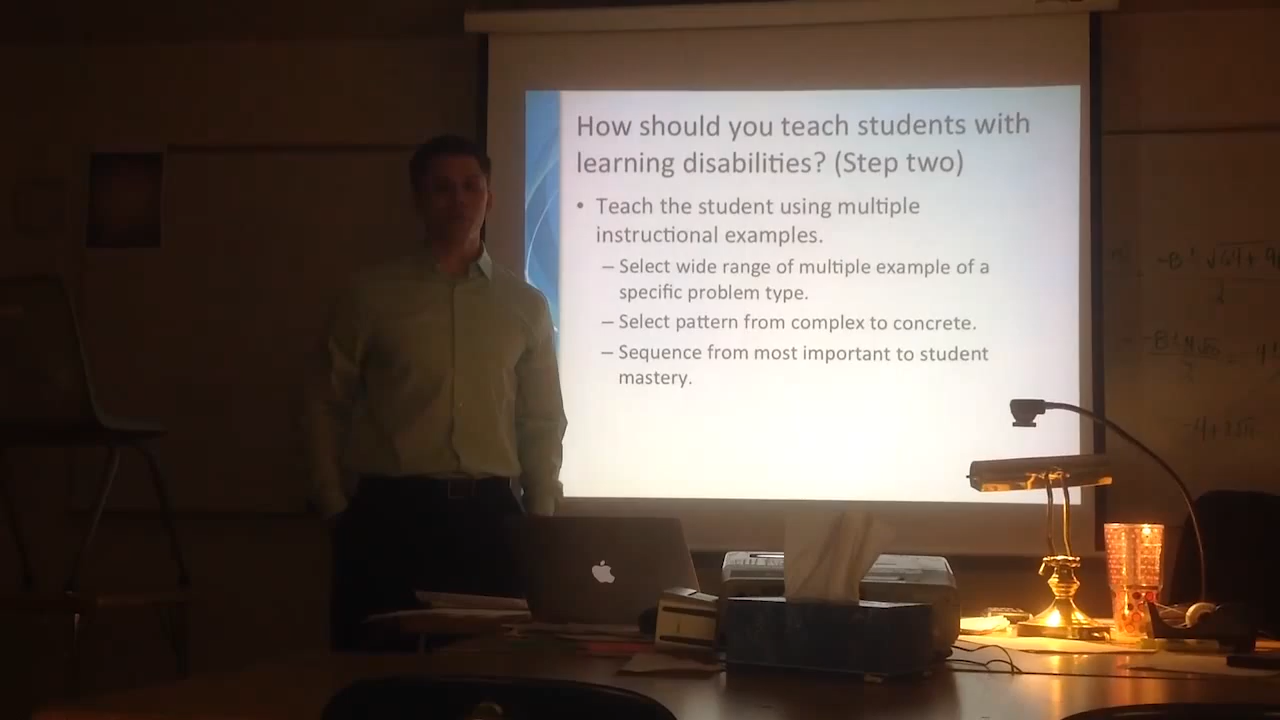 How should you teach students with
learning disabilities? (Step two)
• Teach the student using multiple
instructional examples.
– Select wide range of multiple example of a
specific problem type.
– Select pattern from complex to concrete.
– Sequence from most important to student
mastery.